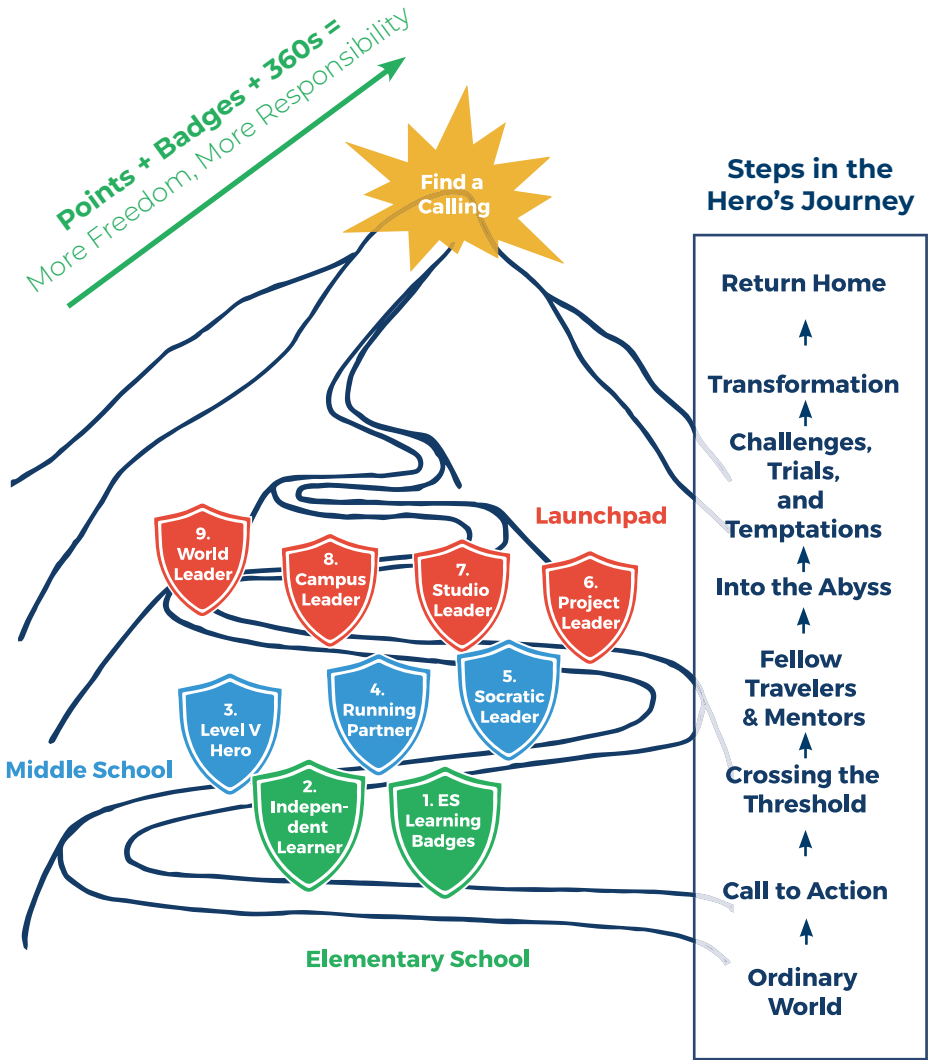 Points + Badges + 360s =
More Freedom, More Responsibility
Find a
Calling
Steps in the
Hero's Journey
Return Home
Transformation
Challenges,
Trials,
and
Temptations
Into the Abyss
Fellow
Travelers
& Mentors
Crossing the
Threshold
Call to Action
Ordinary
World
Launchpad
9.
World
Leader
8.
Campus
Leader
7.
Studio
Leader
6.
Project
Leader
3.
Level V
Hero
4.
Running
Partner
5.
Socratic
Leader
Middle School
2.
Indepen-
dent
Learner
1. ES
Learning
Badges
Elementary School